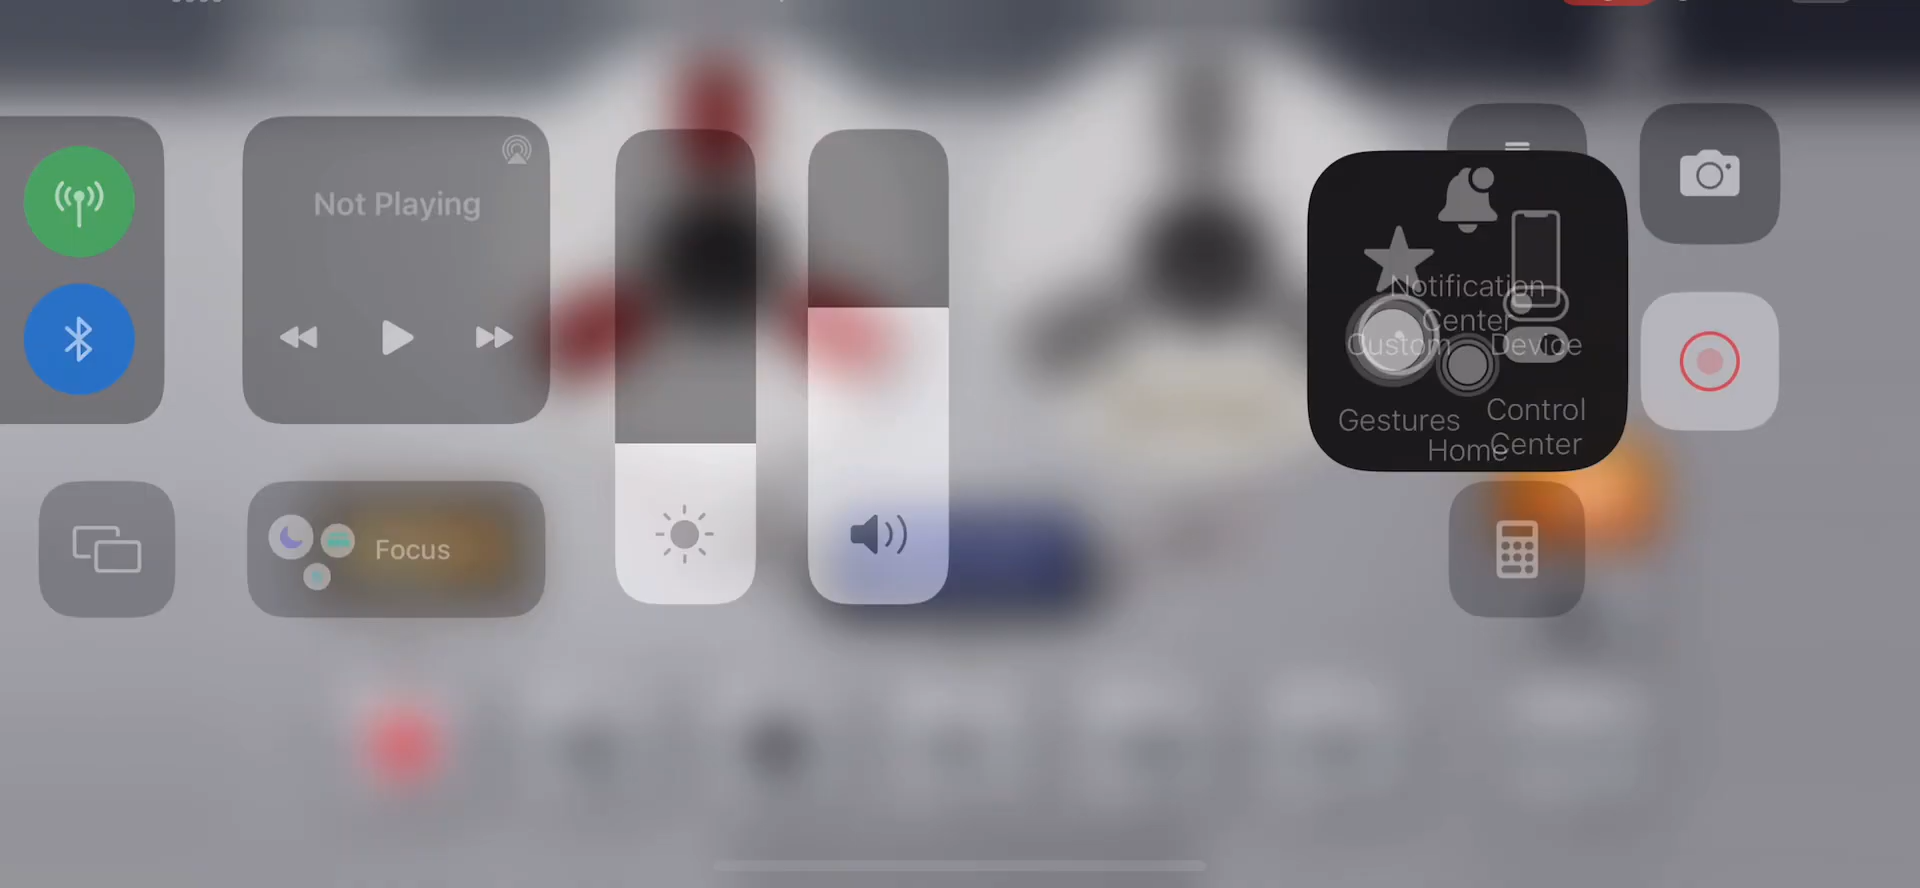 Not Playing
Notification
Center
Custom
Device
Gestures
Control
Center
Home
Focus